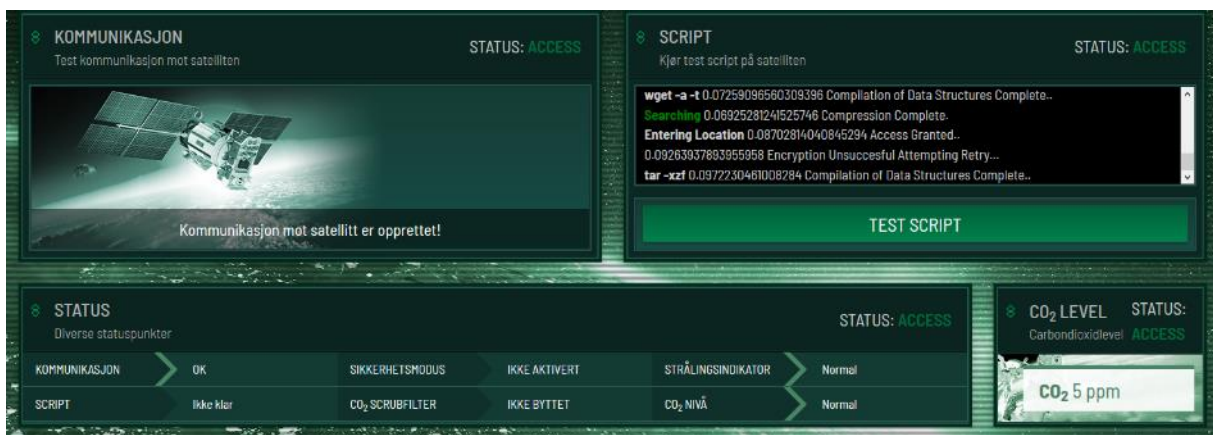 KOMMUNIKASJON
Test kommunikasjon mot satelliten
STATUS: ACCESS
Kommunikasjon mot satellitt er opprettet!
SCRIPT
Kjør test script på satelliten
STATUS: ACCESS
wget -a -t 0.07259096560309396 Compilation of Data Structures Complete..
Searching 0.06925281241525746 Compression Complete.
Entering Location 0.08702814040845294 Access Granted..
0.09263937893955958 Encryption Unsuccesful Attempting Retry...
tar -xzf 0.0972230461008284 Compilation of Data Structures Complete..
TEST SCRIPT
STATUS
Diverse statuspunkter
STATUS: ACCESS
KOMMUNIKASJON OK SIKKERHETSMODUS IKKE AKTIVERT STRÅLINGSINDIKATOR Normal
SCRIPT Ikke klar CO₂ SCRUBFILTER IKKE BYTTET CO₂ NIVÅ Normal
CO₂ LEVEL STATUS:
Carbondioxidlevel ACCESS
CO₂ 5 ppm